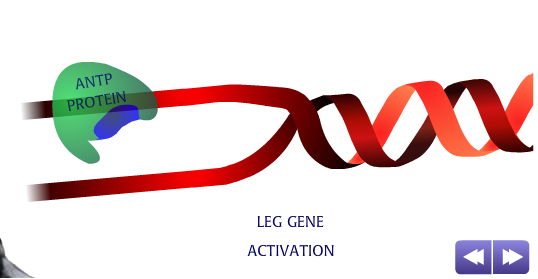 ANTP
PROTEIN
LEG GENE
ACTIVATION